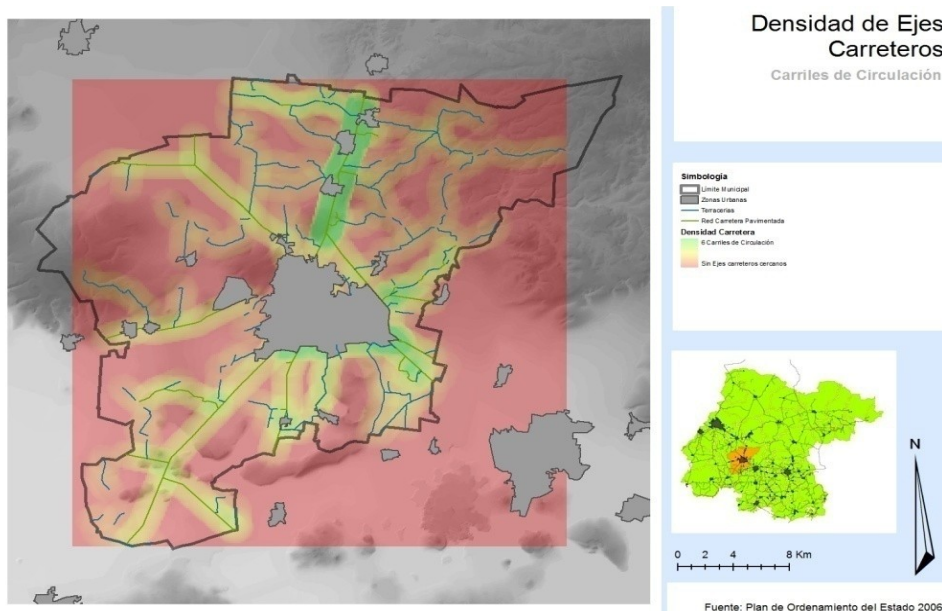 Densidad de Ejes
Carreteros
Carriles de Circulación
Simbología
Límite Municipal
Zonas Urbanas
Terracerias
Red Carretera Pavimentada
Densidad Carretera
6 Carriles de Circulación
Sin Ejes carreteros cercanos
N
0 2 4 8 Km
Fuente: Plan de Ordenamiento del Estado 2006